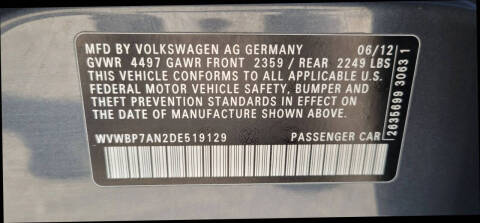 MFD BY VOLKSWAGEN AG GERMANY 06/12
GVWR 4497 GAWR FRONT 2359 / REAR 2249 LBS
THIS VEHICLE CONFORMS TO ALL APPLICABLE U.S.
FEDERAL MOTOR VEHICLE SAFETY, BUMPER AND
THEFT PREVENTION STANDARDS IN EFFECT ON
THE DATE OF MANUFACTURE SHOWN ABOVE.
WVWBP7AN2DE519129 PASSENGER CAR
2635699 3063 1